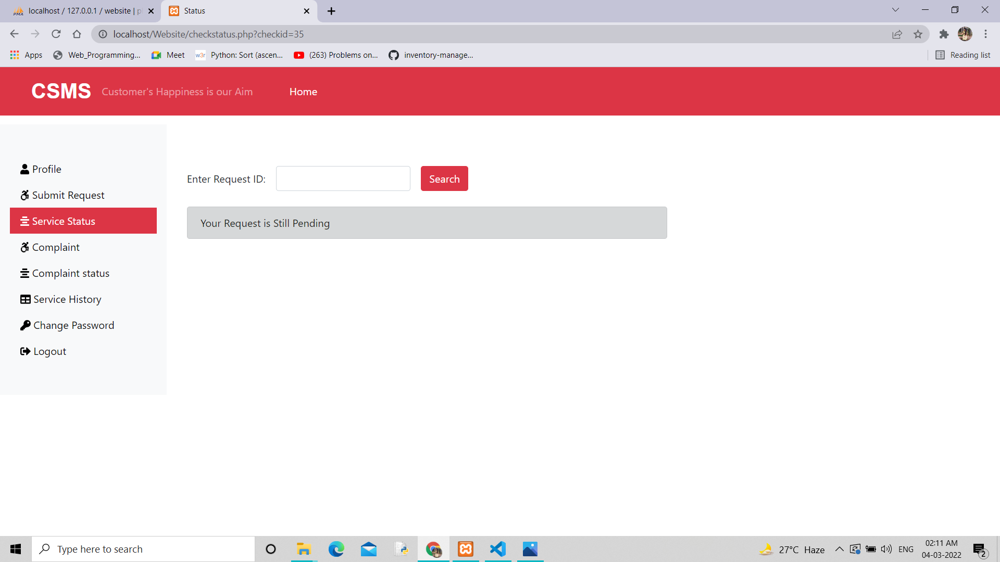 localhost / 127.0.0.1 / website | p
Status
localhost/Website/checkstatus.php?checkid=35
Apps
Web_Programming...
Meet
w3r
Python: Sort (ascen...
(263) Problems on...
inventory-manage...
Reading list
CSMS
Customer's Happiness is our Aim
Home
Profile
Submit Request
Service Status
Complaint
Complaint status
Service History
Change Password
Logout
Enter Request ID:
Search
Your Request is Still Pending
Type here to search
27°C Haze
ENG
02:11 AM
04-03-2022
2